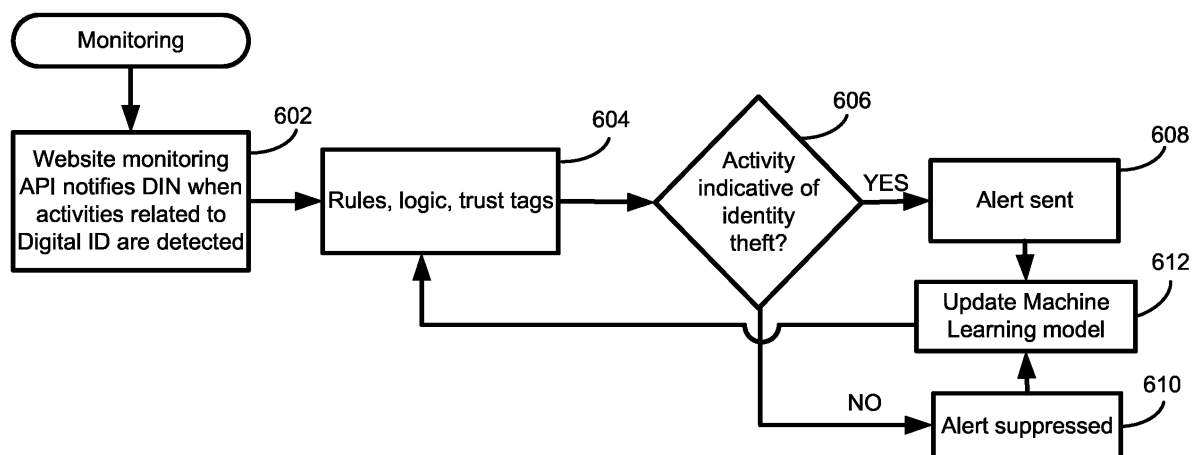 Monitoring
602
Website monitoring
API notifies DIN when
activities related to
Digital ID are detected
604
Rules, logic, trust tags
606
Activity
indicative of
identity
theft?
YES
608
Alert sent
612
Update Machine
Learning model
NO
610
Alert suppressed